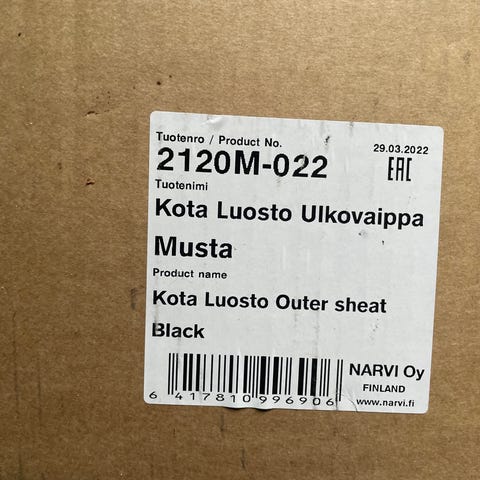 Tuotenro / Product No.
29.03.2022
2120M-022
EAC
Tuotenimi
Kota Luosto Ulkovaippa
Musta
Product name
Kota Luosto Outer sheat
Black
NARVI Oy
FINLAND
6 417810 996906
www.narvi.fi